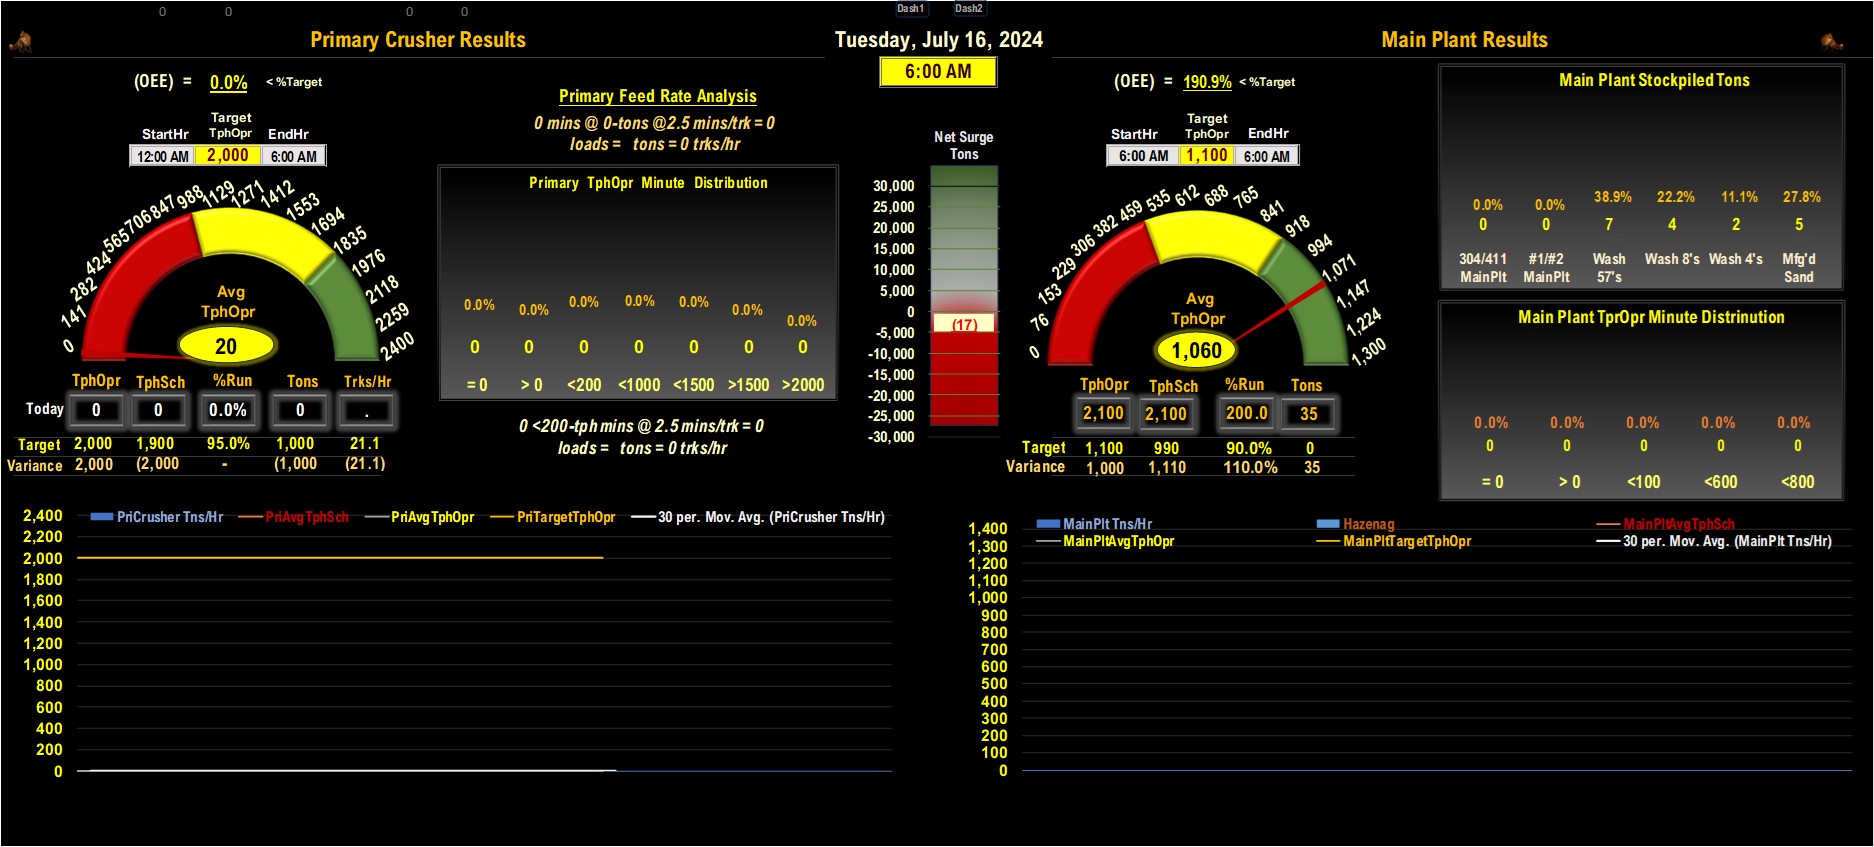 0 0 0 0 Dash1 Dash2
Primary Crusher Results
Tuesday, July 16, 2024
Main Plant Results
6:00 AM
(OEE) = 0.0% < %Target
Target
StartHr TphOpr EndHr
12:00 AM 2,000 6:00 AM
0 141 282 424 565 706 847 988 1129 1271 1412 1553 1694 1835 1976 2118 2259 2400
Avg
TphOpr
20
TphOpr TphSch %Run Tons Trks/Hr
Today 0 0 0.0% 0 .
Target 2,000 1,900 95.0% 1,000 21.1
Variance 2,000 (2,000 - (1,000 (21.1)
Primary Feed Rate Analysis
0 mins @ 0-tons @2.5 mins/trk = 0
loads = tons = 0 trks/hr
Primary TphOpr Minute Distribution
0.0% 0.0% 0.0% 0.0% 0.0% 0.0% 0.0%
0 0 0 0 0 0 0
= 0 > 0 <200 <1000 <1500 >1500 >2000
0 <200-tph mins @ 2.5 mins/trk = 0
loads = tons = 0 trks/hr
Net Surge
Tons
30,000
25,000
20,000
15,000
10,000
5,000
0
(17)
-5,000
-10,000
-15,000
-20,000
-25,000
-30,000
(OEE) = 190.9% < %Target
Target
StartHr TphOpr EndHr
6:00 AM 1,100 6:00 AM
0 76 153 229 306 382 459 535 612 688 765 841 918 994 1,071 1,147 1,224 1,300
Avg
TphOpr
1,060
TphOpr TphSch %Run Tons
2,100 2,100 200.0 35
Target 1,100 990 90.0% 0
Variance 1,000 1,110 110.0% 35
Main Plant Stockpiled Tons
0.0% 0.0% 38.9% 22.2% 11.1% 27.8%
0 0 7 4 2 5
304/411 #1/#2 Wash Wash 8's Wash 4's Mfg'd
MainPlt MainPlt 57's Sand
Main Plant TprOpr Minute Distrinution
0.0% 0.0% 0.0% 0.0% 0.0%
0 0 0 0 0
= 0 > 0 <100 <600 <800
PriCrusher Tns/Hr PriAvgTphSch PriAvgTphOpr PriTargetTphOpr 30 per. Mov. Avg. (PriCrusher Tns/Hr)
2,400
2,200
2,000
1,800
1,600
1,400
1,200
1,000
800
600
400
200
0
MainPlt Tns/Hr Hazenag MainPltAvgTphSch
MainPltAvgTphOpr MainPltTargetTphOpr 30 per. Mov. Avg. (MainPlt Tns/Hr)
1,400
1,300
1,200
1,100
1,000
900
800
700
600
500
400
300
200
100
0